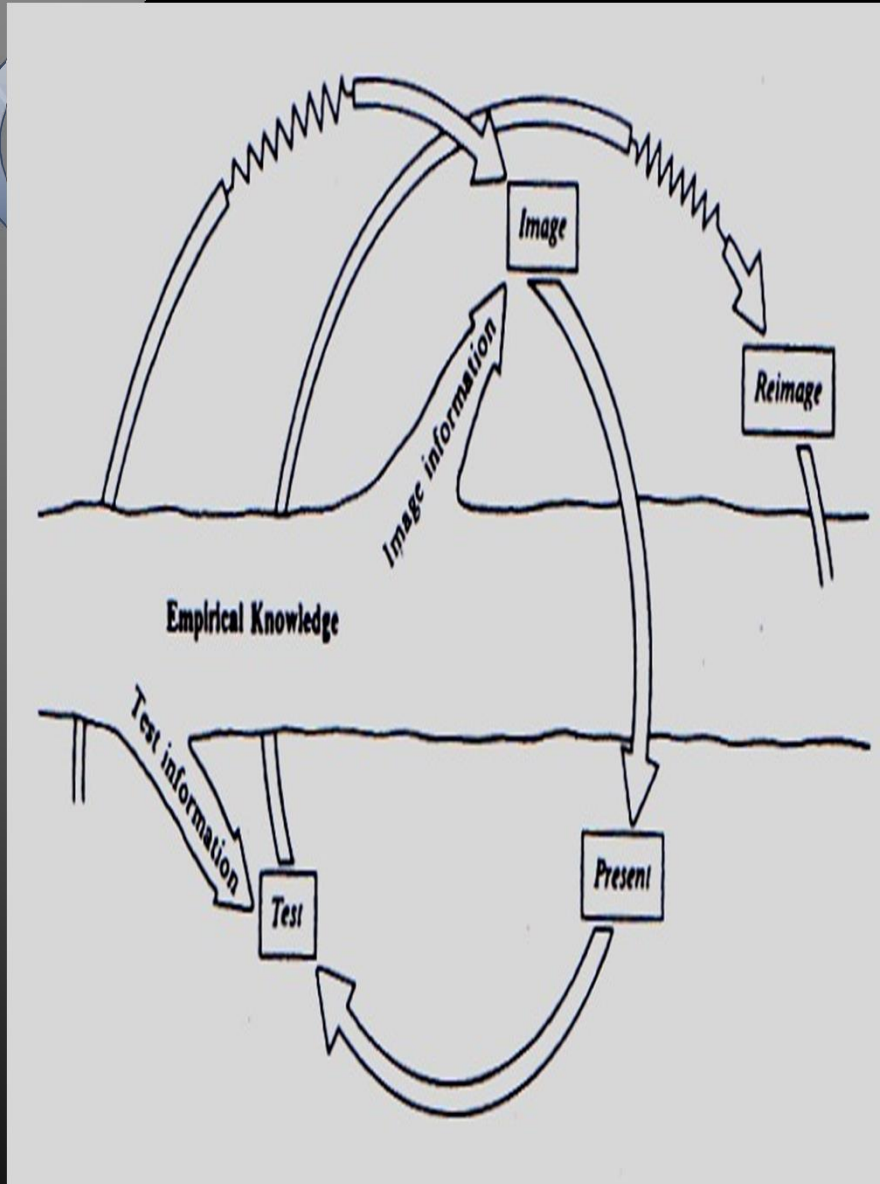 Image
Reimage
Image information
Empirical Knowledge
Test information
Present
Test